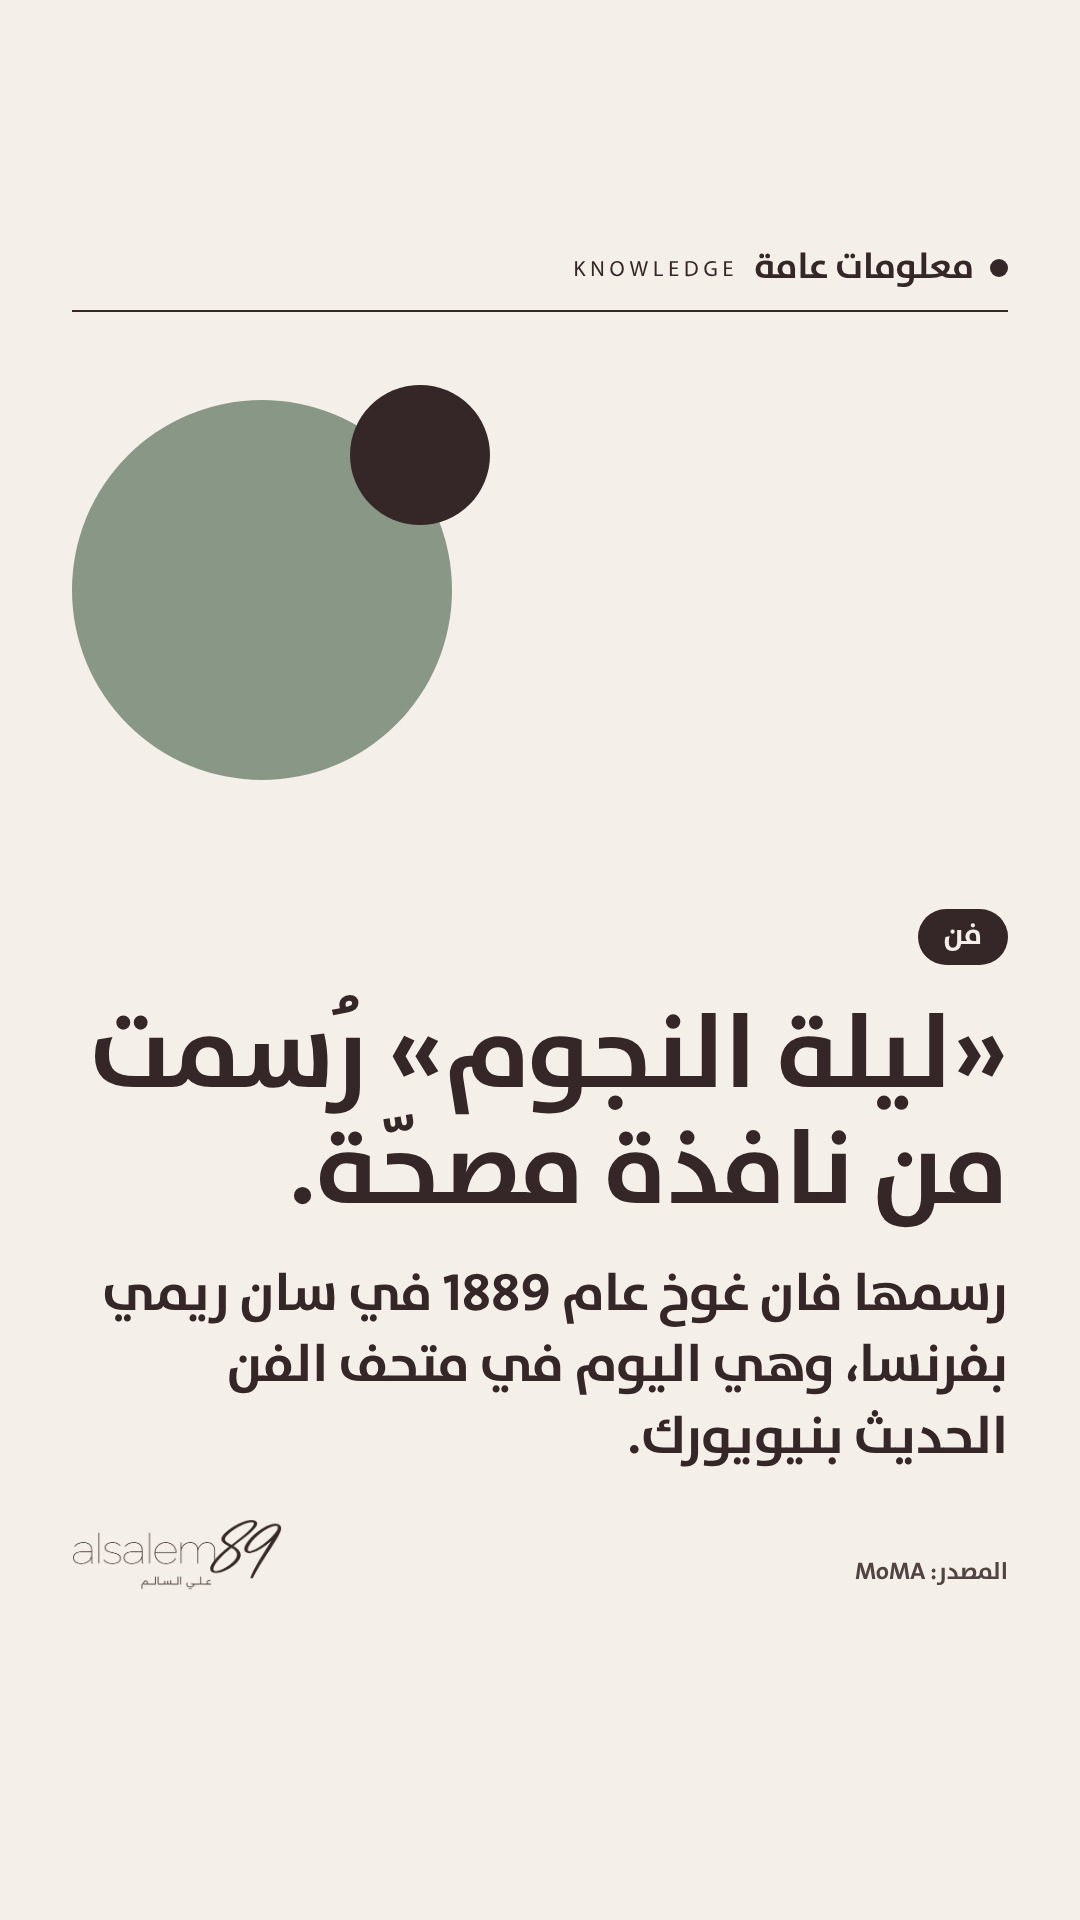 معلومات عامة KNOWLEDGE
فن
«ليلة النجوم» رُسمت
من نافذة مصحّة.
رسمها فان غوخ عام 1889 في سان ريمي
بفرنسا، وهي اليوم في متحف الفن
الحديث بنيويورك.
المصدر: MoMA
alsalem89
علي السالم